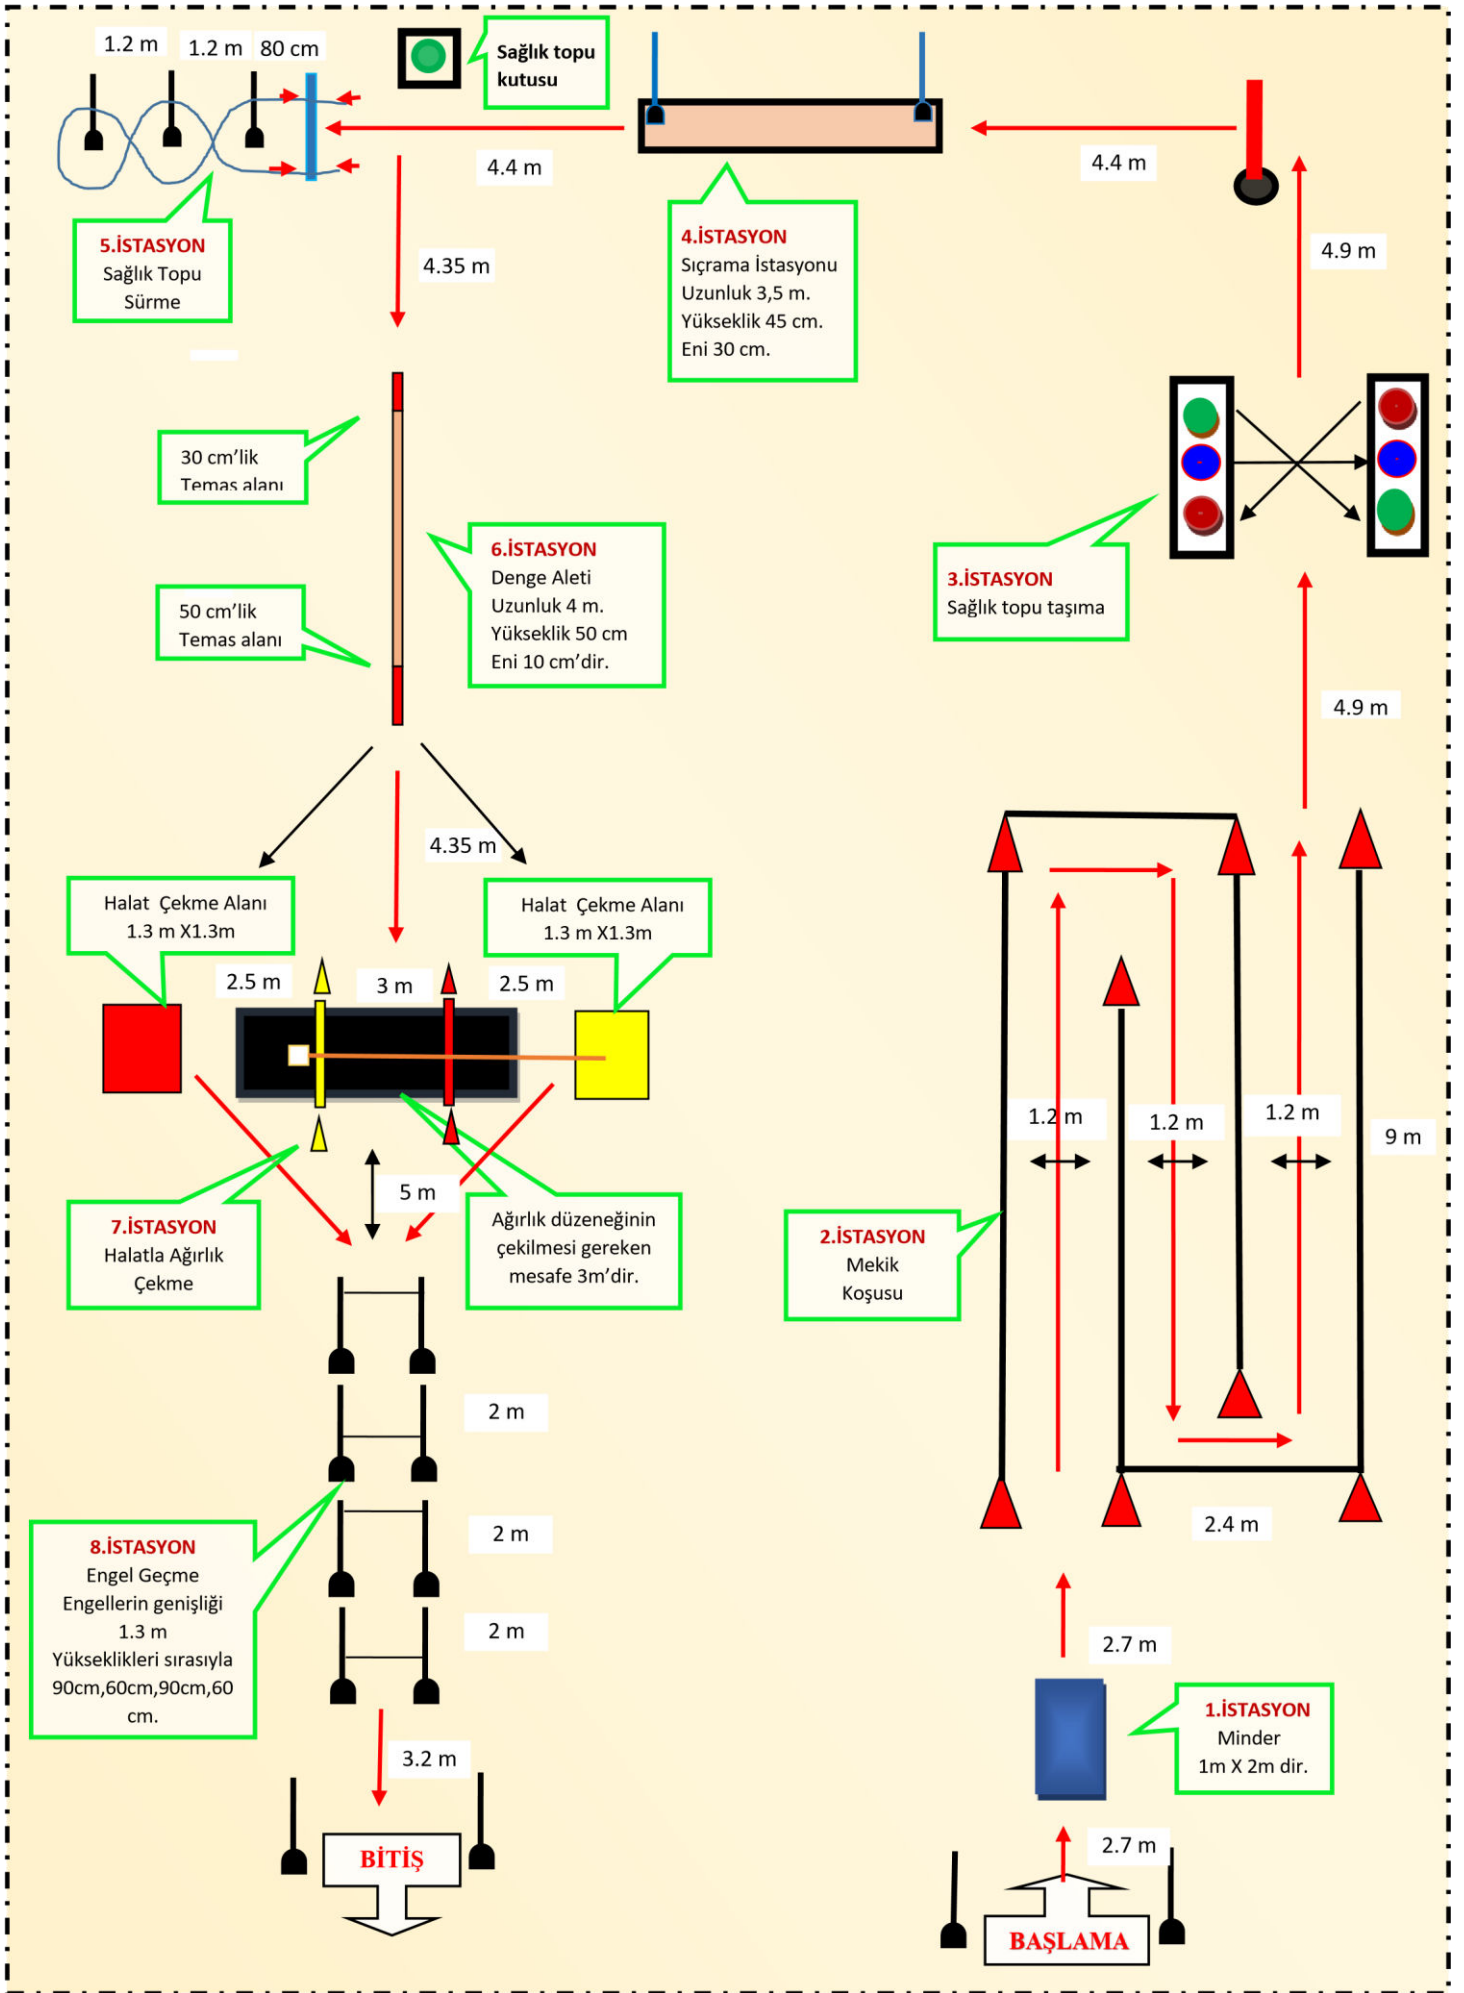 1.2 m
1.2 m
80 cm
Sağlık topu
kutusu
4.4 m
4.4 m
5.İSTASYON
Sağlık Topu
Sürme
4.35 m
4.İSTASYON
Sıçrama İstasyonu
Uzunluk 3,5 m.
Yükseklik 45 cm.
Eni 30 cm.
4.9 m
30 cm’lik
Temas alanı
6.İSTASYON
Denge Aleti
Uzunluk 4 m.
Yükseklik 50 cm
Eni 10 cm’dir.
50 cm’lik
Temas alanı
3.İSTASYON
Sağlık topu taşıma
4.9 m
4.35 m
Halat Çekme Alanı
1.3 m X1.3m
Halat Çekme Alanı
1.3 m X1.3m
2.5 m
3 m
2.5 m
1.2 m
1.2 m
1.2 m
9 m
5 m
7.İSTASYON
Halatla Ağırlık
Çekme
Ağırlık düzeneğinin
çekilmesi gereken
mesafe 3m’dir.
2.İSTASYON
Mekik
Koşusu
2 m
2 m
2.4 m
8.İSTASYON
Engel Geçme
Engellerin genişliği
1.3 m
Yükseklikleri sırasıyla
90cm,60cm,90cm,60
cm.
2 m
2.7 m
1.İSTASYON
Minder
1m X 2m dir.
3.2 m
2.7 m
BİTİŞ
BAŞLAMA